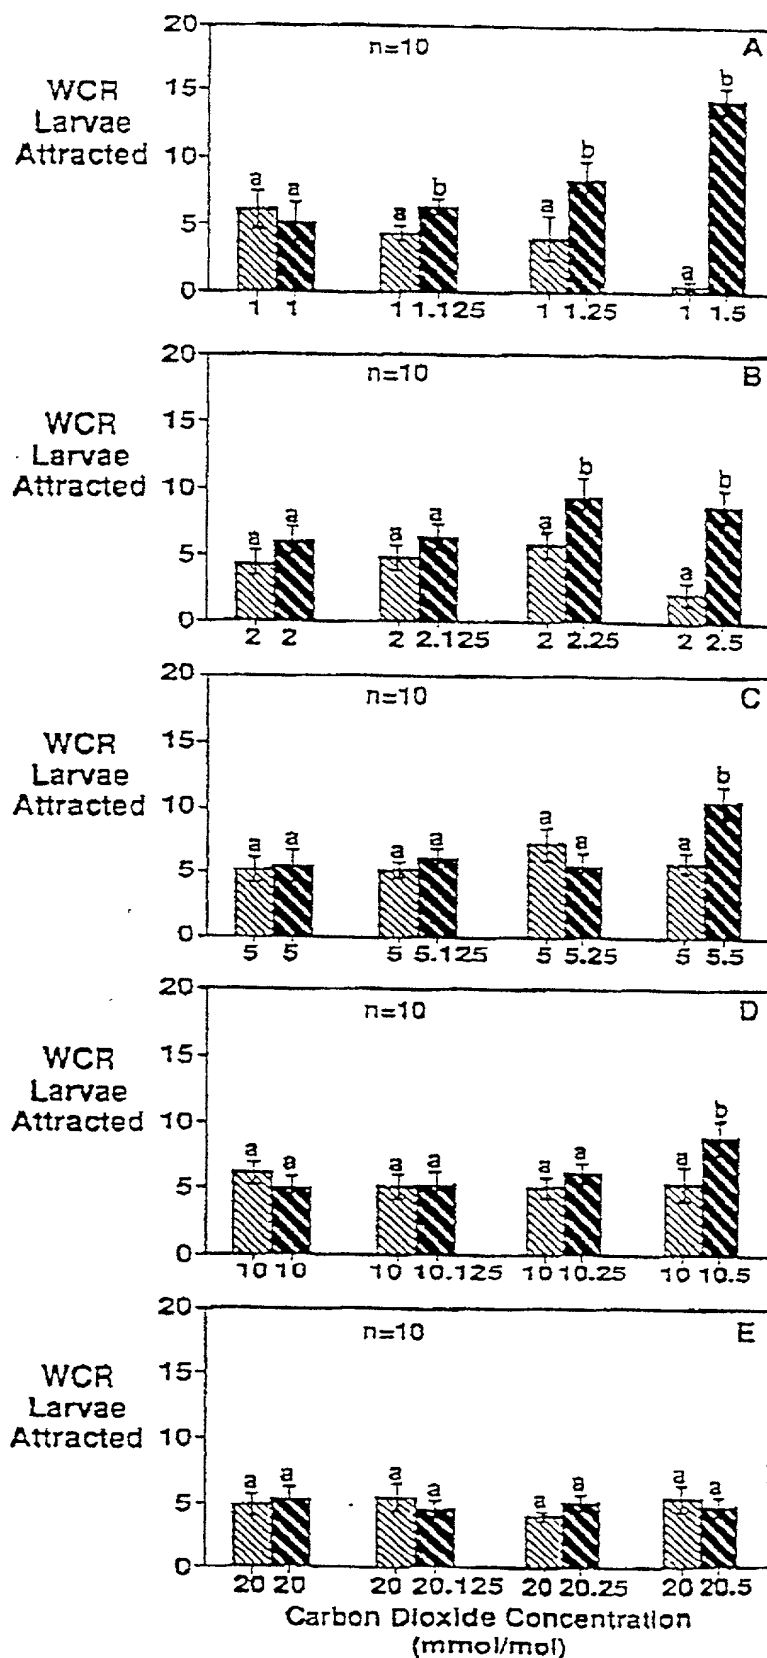 20
n=10 A
WCR
Larvae
Attracted
15
10
5
0
a a a b a b a b
1 1 1 1.125 1 1.25 1 1.5
20
n=10 B
WCR
Larvae
Attracted
15
10
5
0
a a a a a b a b
2 2 2 2.125 2 2.25 2 2.5
20
n=10 C
WCR
Larvae
Attracted
15
10
5
0
a a a a a a a b
5 5 5 5.125 5 5.25 5 5.5
20
n=10 D
WCR
Larvae
Attracted
15
10
5
0
a a a a a a a b
10 10 10 10.125 10 10.25 10 10.5
20
n=10 E
WCR
Larvae
Attracted
15
10
5
0
a a a a a a a a
20 20 20 20.125 20 20.25 20 20.5
Carbon Dioxide Concentration
(mmol/mol)